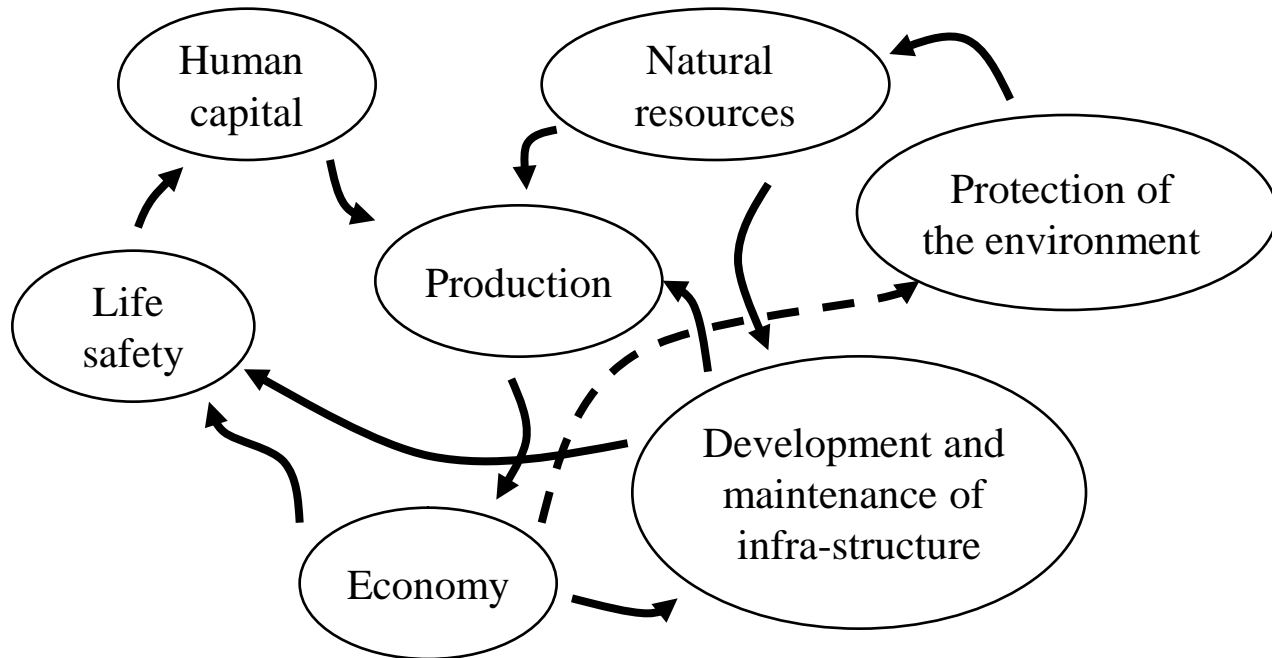 Human
capital
Natural
resources
Protection of
the environment
Production
Life
safety
Development and
maintenance of
infra-structure
Economy